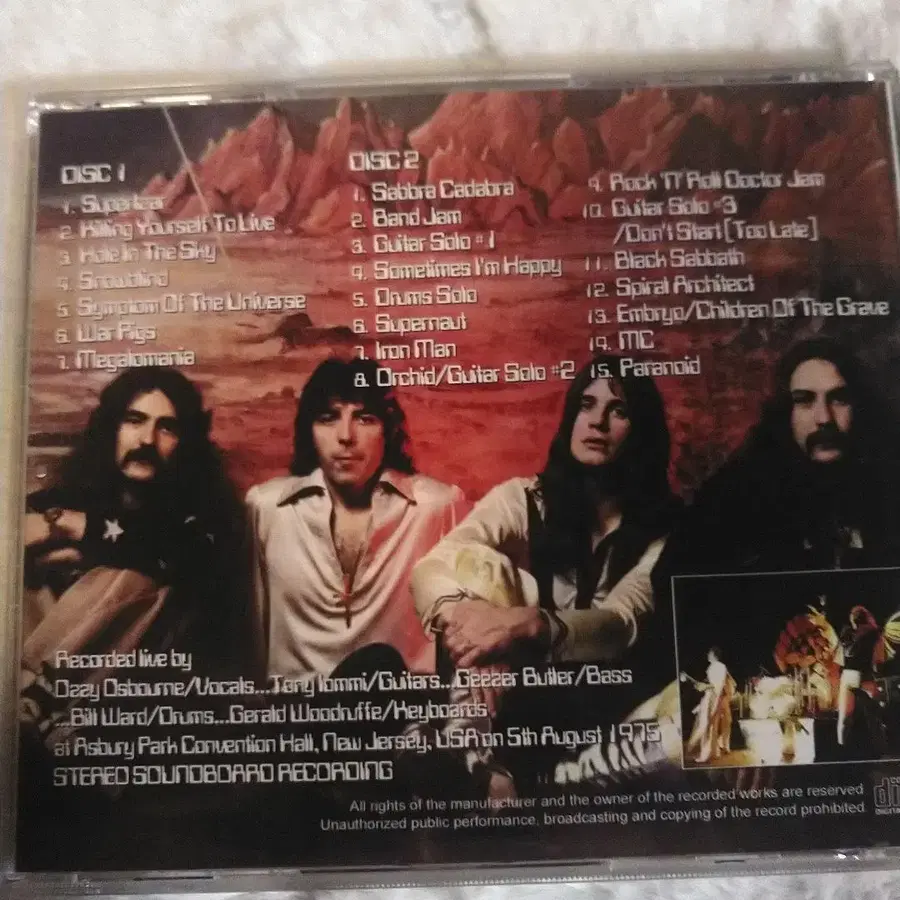 DISC 1
1. Supertzar
2. Killing Yourself To Live
3. Hole In The Sky
4. Snowblind
5. Symptom Of The Universe
6. War Pigs
7. Megalomania
DISC 2
1. Sabbra Cadabra
2. Band Jam
3. Guitar Solo #1
4. Sometimes I'm Happy
5. Drums Solo
6. Supernaut
7. Iron Man
8. Orchid/Guitar Solo #2
9. Rock 'N' Roll Doctor Jam
10. Guitar Solo #3
/Don't Start (Too Late)
11. Black Sabbath
12. Spiral Architect
13. Embryo/Children Of The Grave
14. MC
15. Paranoid
Recorded live by
Ozzy Osbourne/Vocals...Tony Iommi/Guitars...Geezer Butler/Bass
...Bill Ward/Drums...Gerald Woodruffe/Keyboards
at Asbury Park Convention Hall, New Jersey, USA on 5th August 1975
STEREO SOUNDBOARD RECORDING
All rights of the manufacturer and the owner of the recorded works are reserved
Unauthorized public performance, broadcasting and copying of the record prohibited.